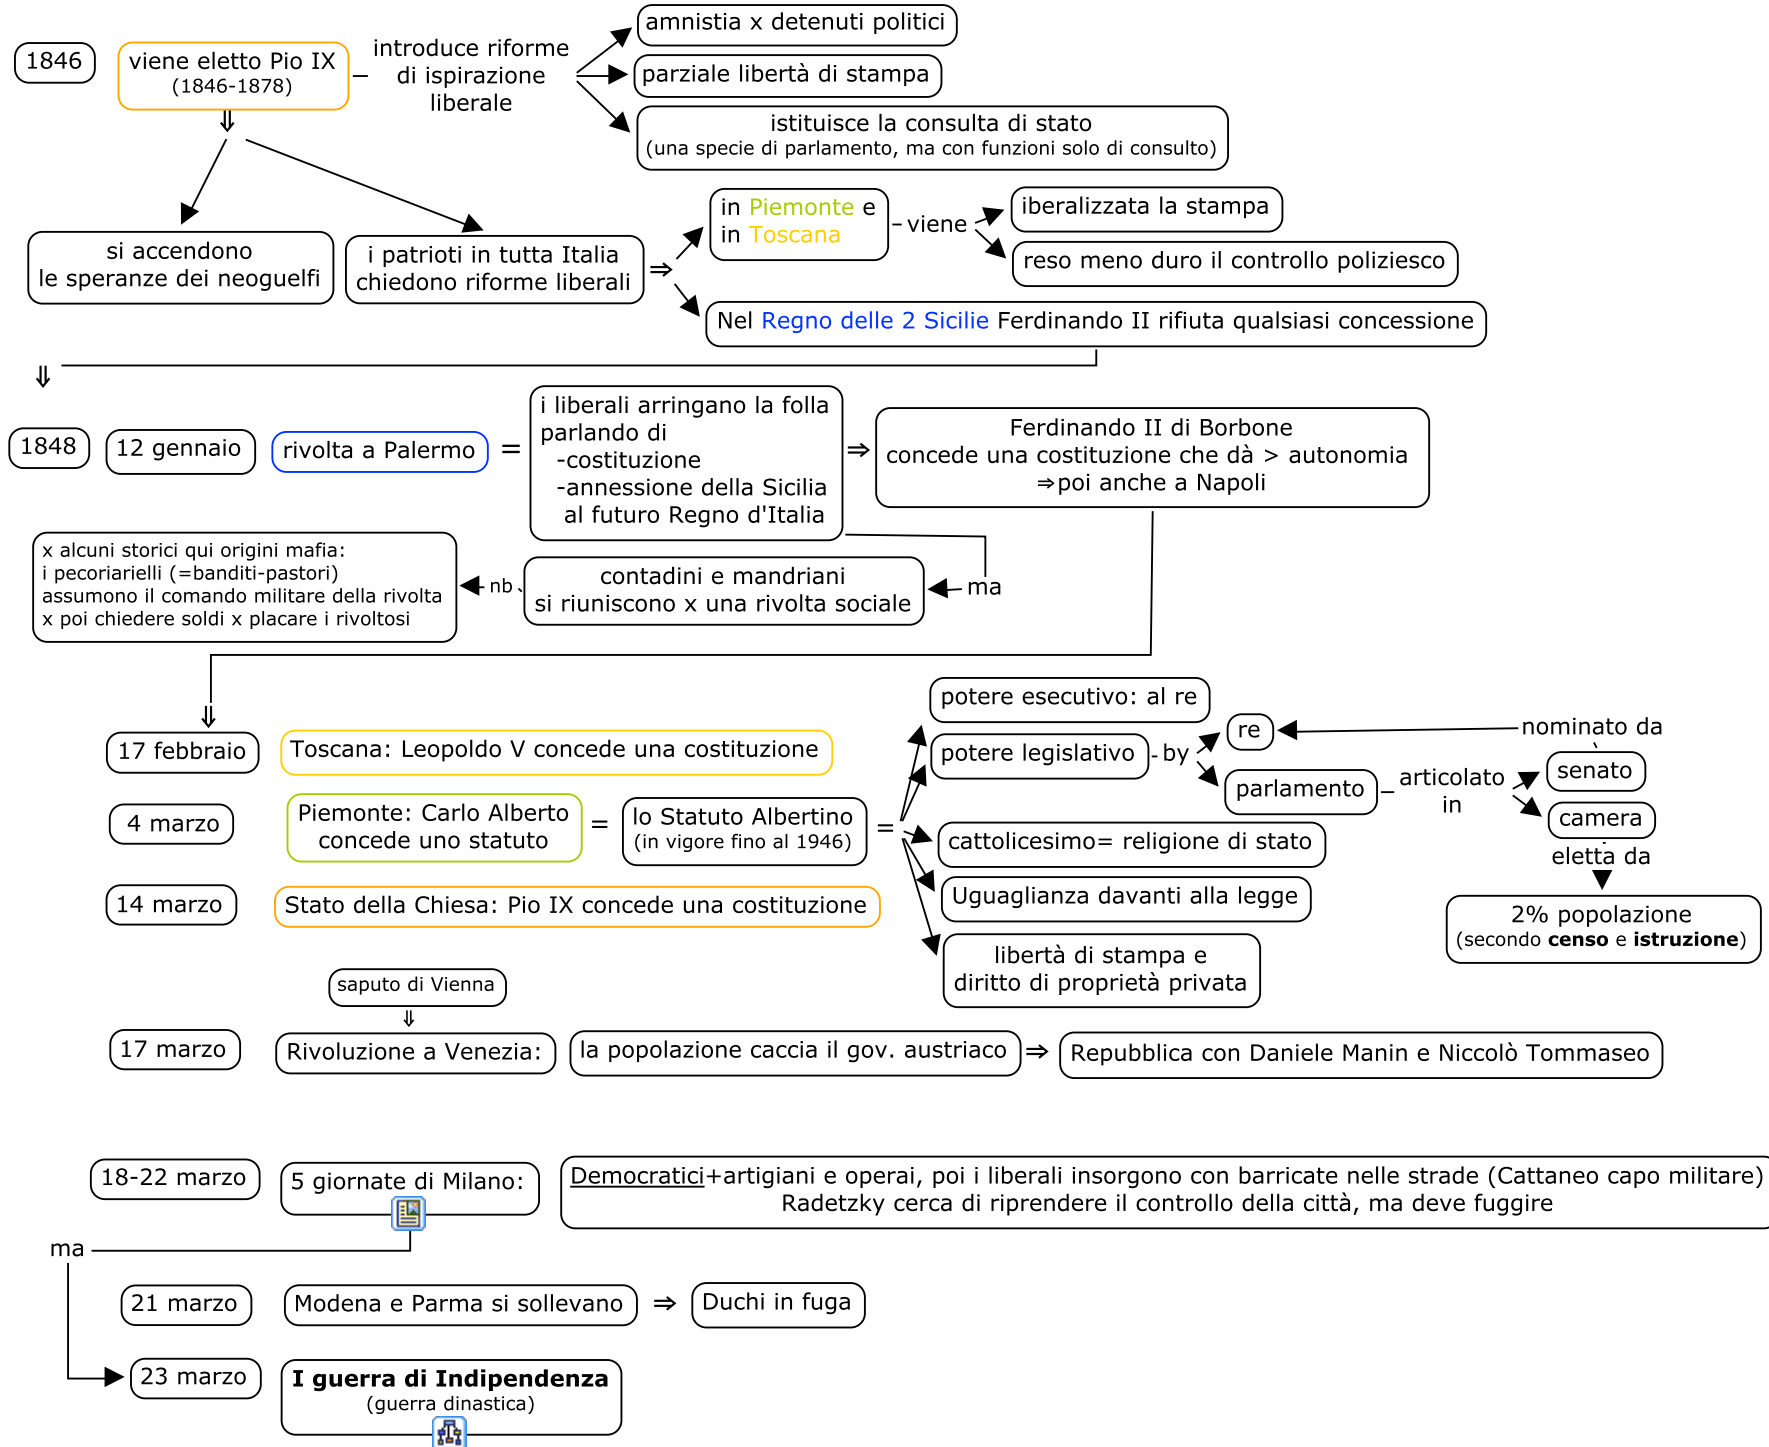 1846
viene eletto Pio IX
(1846-1878)
introduce riforme
di ispirazione
liberale
amnistia x detenuti politici
parziale libertà di stampa
istituisce la consulta di stato
(una specie di parlamento, ma con funzioni solo di consulto)
⇓
si accendono
le speranze dei neoguelfi
i patrioti in tutta Italia
chiedono riforme liberali
⇒
in Piemonte e
in Toscana
viene
iberalizzata la stampa
reso meno duro il controllo poliziesco
Nel Regno delle 2 Sicilie Ferdinando II rifiuta qualsiasi concessione
⇓
1848
12 gennaio
rivolta a Palermo
=
i liberali arringano la folla
parlando di
-costituzione
-annessione della Sicilia
al futuro Regno d'Italia
⇒
Ferdinando II di Borbone
concede una costituzione che dà > autonomia
⇒poi anche a Napoli
ma
contadini e mandriani
si riuniscono x una rivolta sociale
nb
x alcuni storici qui origini mafia:
i pecoriarielli (=banditi-pastori)
assumono il comando militare della rivolta
x poi chiedere soldi x placare i rivoltosi
⇓
17 febbraio
Toscana: Leopoldo V concede una costituzione
4 marzo
Piemonte: Carlo Alberto
concede uno statuto
=
lo Statuto Albertino
(in vigore fino al 1946)
=
potere esecutivo: al re
potere legislativo
by
re
parlamento
articolato
in
nominato da
senato
camera
eletta da
2% popolazione
(secondo censo e istruzione)
cattolicesimo= religione di stato
Uguaglianza davanti alla legge
libertà di stampa e
diritto di proprietà privata
14 marzo
Stato della Chiesa: Pio IX concede una costituzione
saputo di Vienna
⇓
17 marzo
Rivoluzione a Venezia:
la popolazione caccia il gov. austriaco
⇒
Repubblica con Daniele Manin e Niccolò Tommaseo
18-22 marzo
5 giornate di Milano:
Democratici+artigiani e operai, poi i liberali insorgono con barricate nelle strade (Cattaneo capo militare)
Radetzky cerca di riprendere il controllo della città, ma deve fuggire
ma
21 marzo
Modena e Parma si sollevano
⇒
Duchi in fuga
23 marzo
I guerra di Indipendenza
(guerra dinastica)